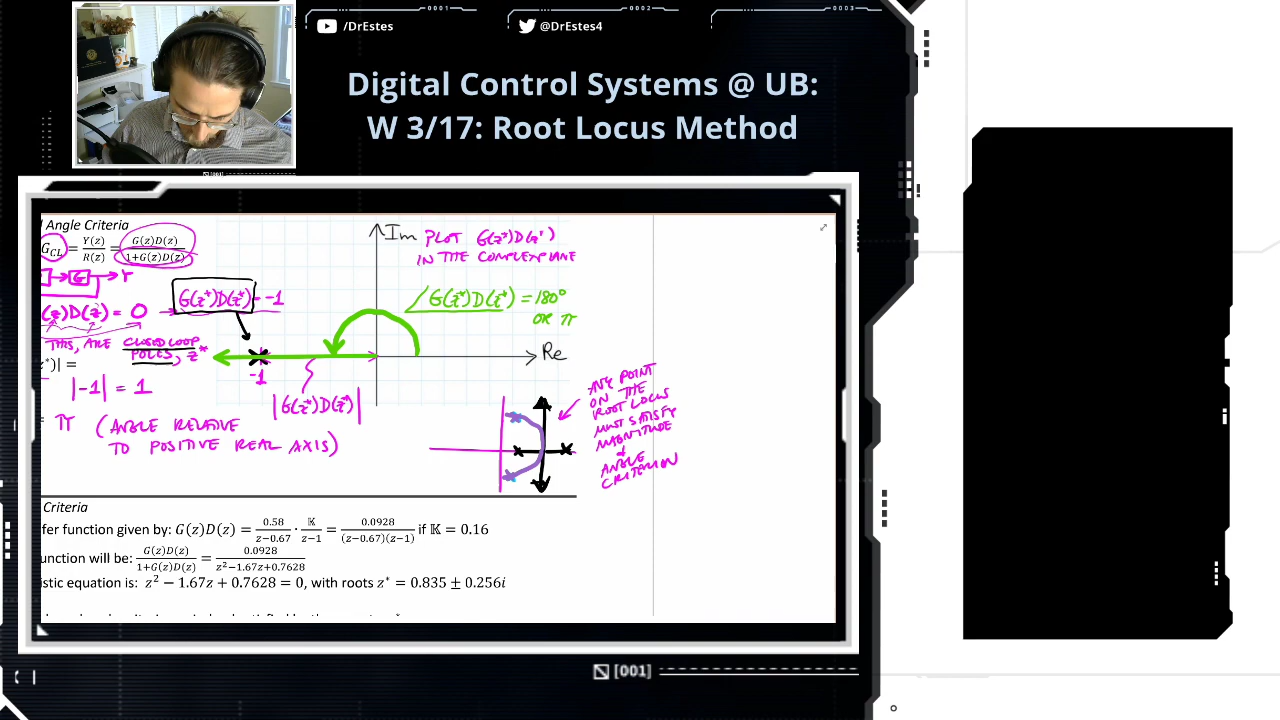 0001
0002
0003
/DrEstes
@DrEstes4
Digital Control Systems @ UB:
W 3/17: Root Locus Method
[001]
Angle Criteria
G_CL = Y(z)/R(z) = G(z)D(z)/1+G(z)D(z)
G → Y
G(z*)D(z*) = -1
(z)D(z) = 0
THIS, ARE CLOSED LOOP
POLES, z*
*)| =
|-1| = 1
π (ANGLE RELATIVE
TO POSITIVE REAL AXIS)
Im
PLOT G(z*)D(z*)
IN THE COMPLEX PLANE
∠G(z*)D(z*) = 180°
OR π
Re
-1
|G(z*)D(z*)|
ANY POINT
ON THE
ROOT LOCUS
MUST SATISFY
MAGNITUDE
&
ANGLE
CRITERION
Criteria
fer function given by: G(z)D(z) = 0.58/z−0.67 · 𝕂/z−1 = 0.0928/(z−0.67)(z−1) if 𝕂 = 0.16
unction will be: G(z)D(z)/1+G(z)D(z) = 0.0928/z²−1.67z+0.7628
istic equation is: z² − 1.67z + 0.7628 = 0, with roots z* = 0.835 ± 0.256i
[001]